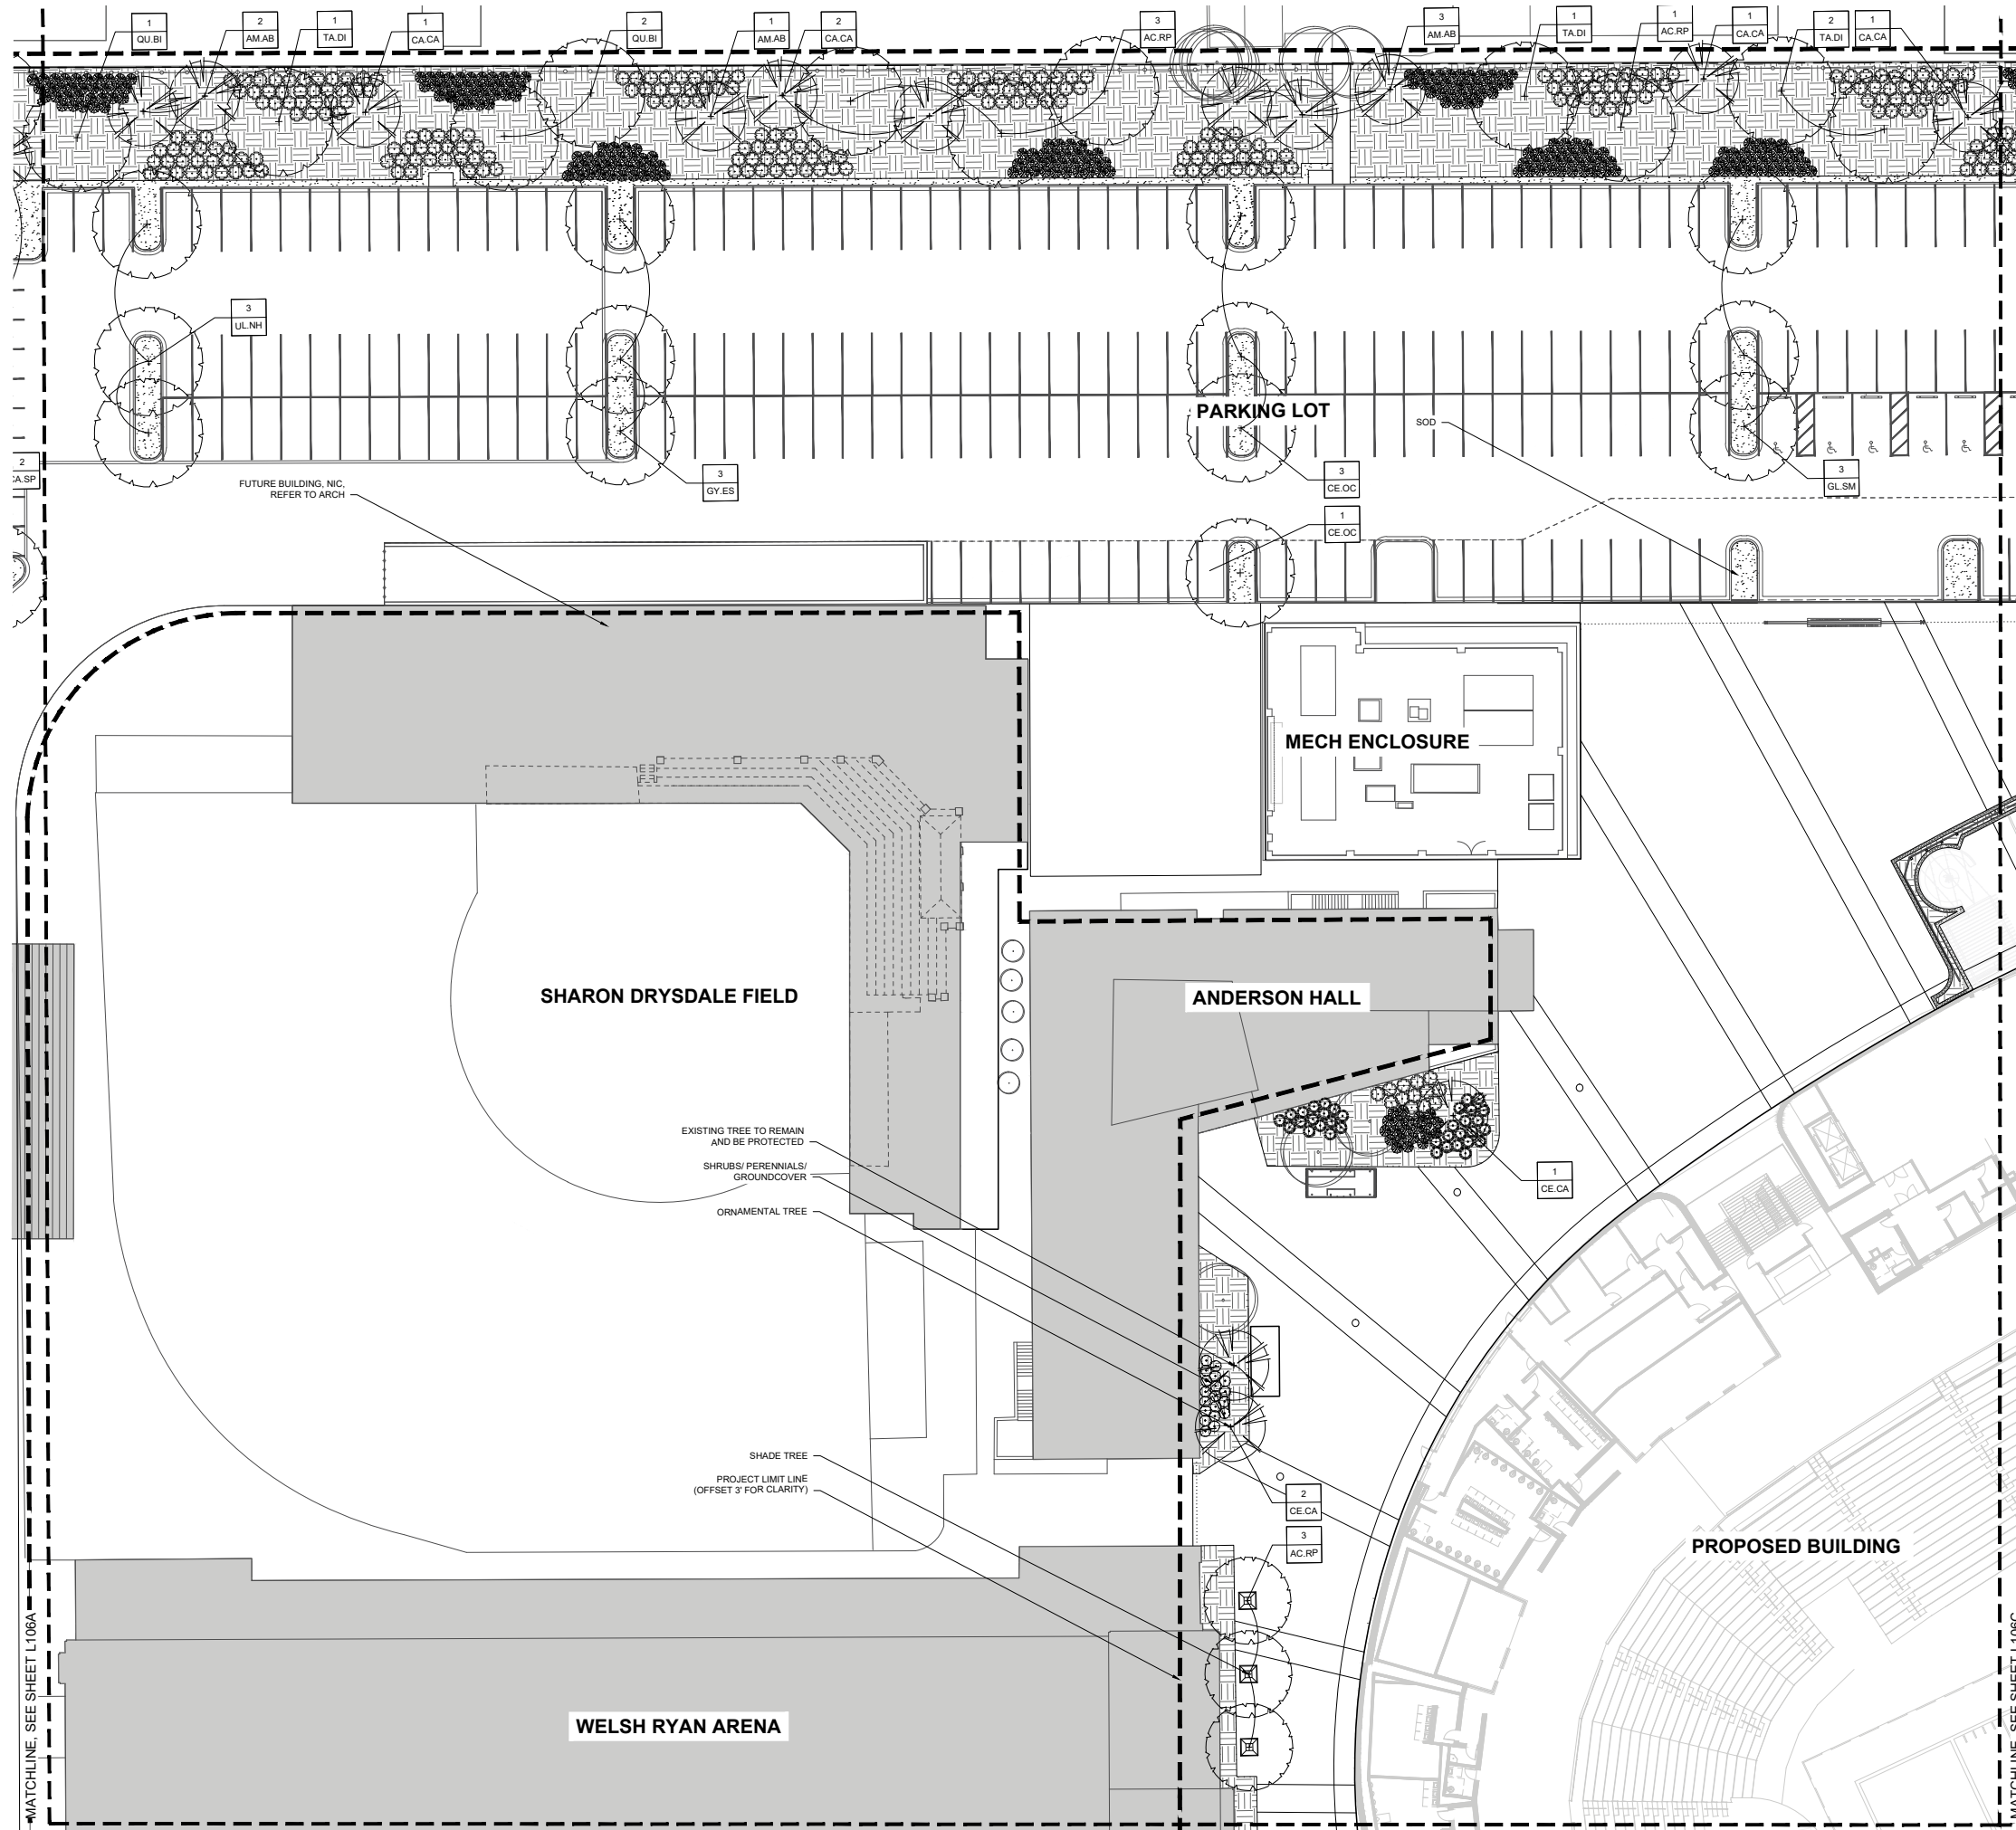 1
QU.BI
2
AM.AB
1
TA.DI
1
CA.CA
2
QU.BI
1
AM.AB
2
CA.CA
3
AC.RP
3
AM.AB
1
TA.DI
1
AC.RP
1
CA.CA
2
TA.DI
1
CA.CA
3
UL.NH
PARKING LOT
SOD
2
CA.SP
FUTURE BUILDING, NIC,
REFER TO ARCH
3
GY.ES
3
CE.OC
3
GL.SM
1
CE.OC
MECH ENCLOSURE
SHARON DRYSDALE FIELD
ANDERSON HALL
EXISTING TREE TO REMAIN
AND BE PROTECTED
SHRUBS/ PERENNIALS/
GROUNDCOVER
ORNAMENTAL TREE
1
CE.CA
SHADE TREE
PROJECT LIMIT LINE
(OFFSET 3' FOR CLARITY)
2
CE.CA
3
AC.RP
PROPOSED BUILDING
WELSH RYAN ARENA
MATCHLINE, SEE SHEET L106A
MATCHLINE, SEE SHEET L106C